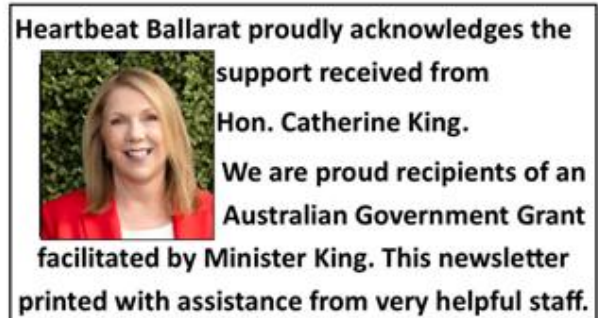 Heartbeat Ballarat proudly acknowledges the
support received from
Hon. Catherine King.
We are proud recipients of an
Australian Government Grant
facilitated by Minister King. This newsletter
printed with assistance from very helpful staff.